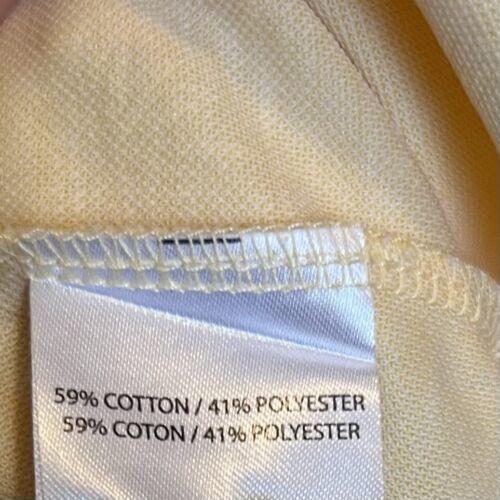 59% COTTON / 41% POLYESTER
59% COTON / 41% POLYESTER